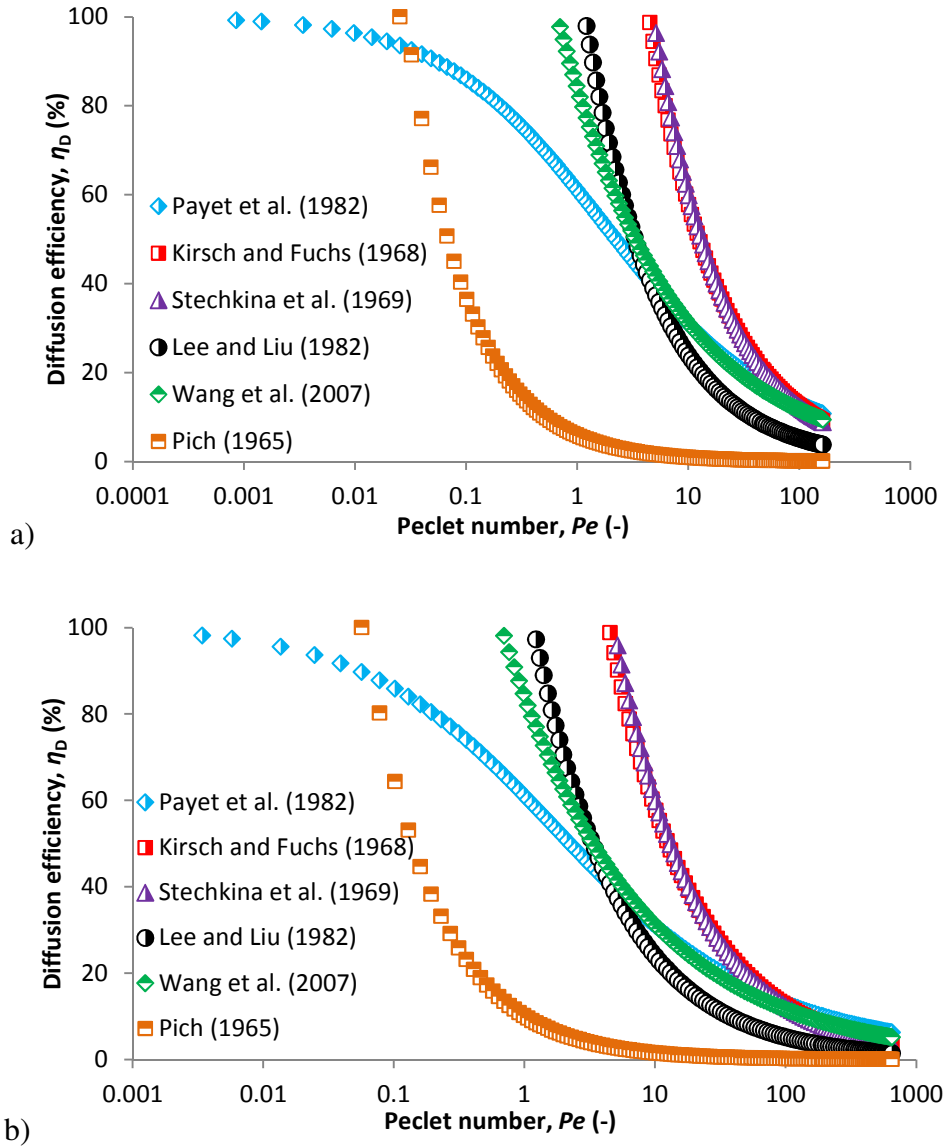 100
80
60
40
20
0
Diffusion efficiency, ηD (%)
Payet et al. (1982)
Kirsch and Fuchs (1968)
Stechkina et al. (1969)
Lee and Liu (1982)
Wang et al. (2007)
Pich (1965)
0.0001 0.001 0.01 0.1 1 10 100 1000
Peclet number, Pe (-)
a)
100
80
60
40
20
0
Diffusion efficiency, ηD (%)
Payet et al. (1982)
Kirsch and Fuchs (1968)
Stechkina et al. (1969)
Lee and Liu (1982)
Wang et al. (2007)
Pich (1965)
0.001 0.01 0.1 1 10 100 1000
Peclet number, Pe (-)
b)